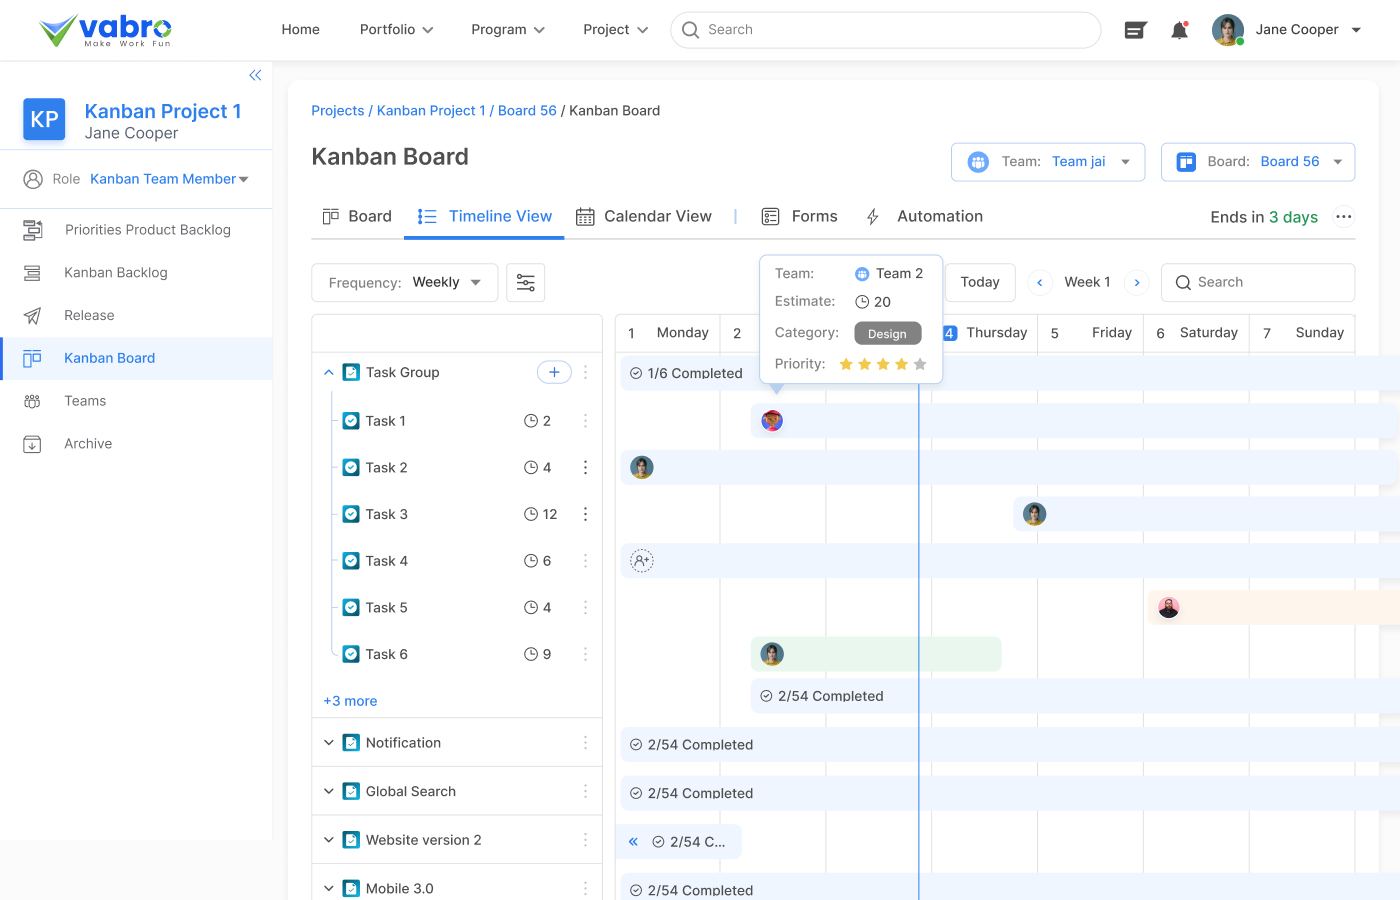 vabro
Make Work Fun
Home
Portfolio
Program
Project
Search
Jane Cooper
KP
Kanban Project 1
Jane Cooper
Role Kanban Team Member
Priorities Product Backlog
Kanban Backlog
Release
Kanban Board
Teams
Archive
Projects / Kanban Project 1 / Board 56 / Kanban Board
Kanban Board
Team: Team jai
Board: Board 56
Board
Timeline View
Calendar View
Forms
Automation
Ends in 3 days
Frequency: Weekly
Today
Week 1
Search
Team: Team 2
Estimate: 20
Category: Design
Priority:
1 Monday
2
4 Thursday
5 Friday
6 Saturday
7 Sunday
Task Group
1/6 Completed
Task 1 2
Task 2 4
Task 3 12
Task 4 6
Task 5 4
Task 6 9
+3 more
2/54 Completed
Notification
2/54 Completed
Global Search
2/54 Completed
Website version 2
2/54 C...
Mobile 3.0
2/54 Completed